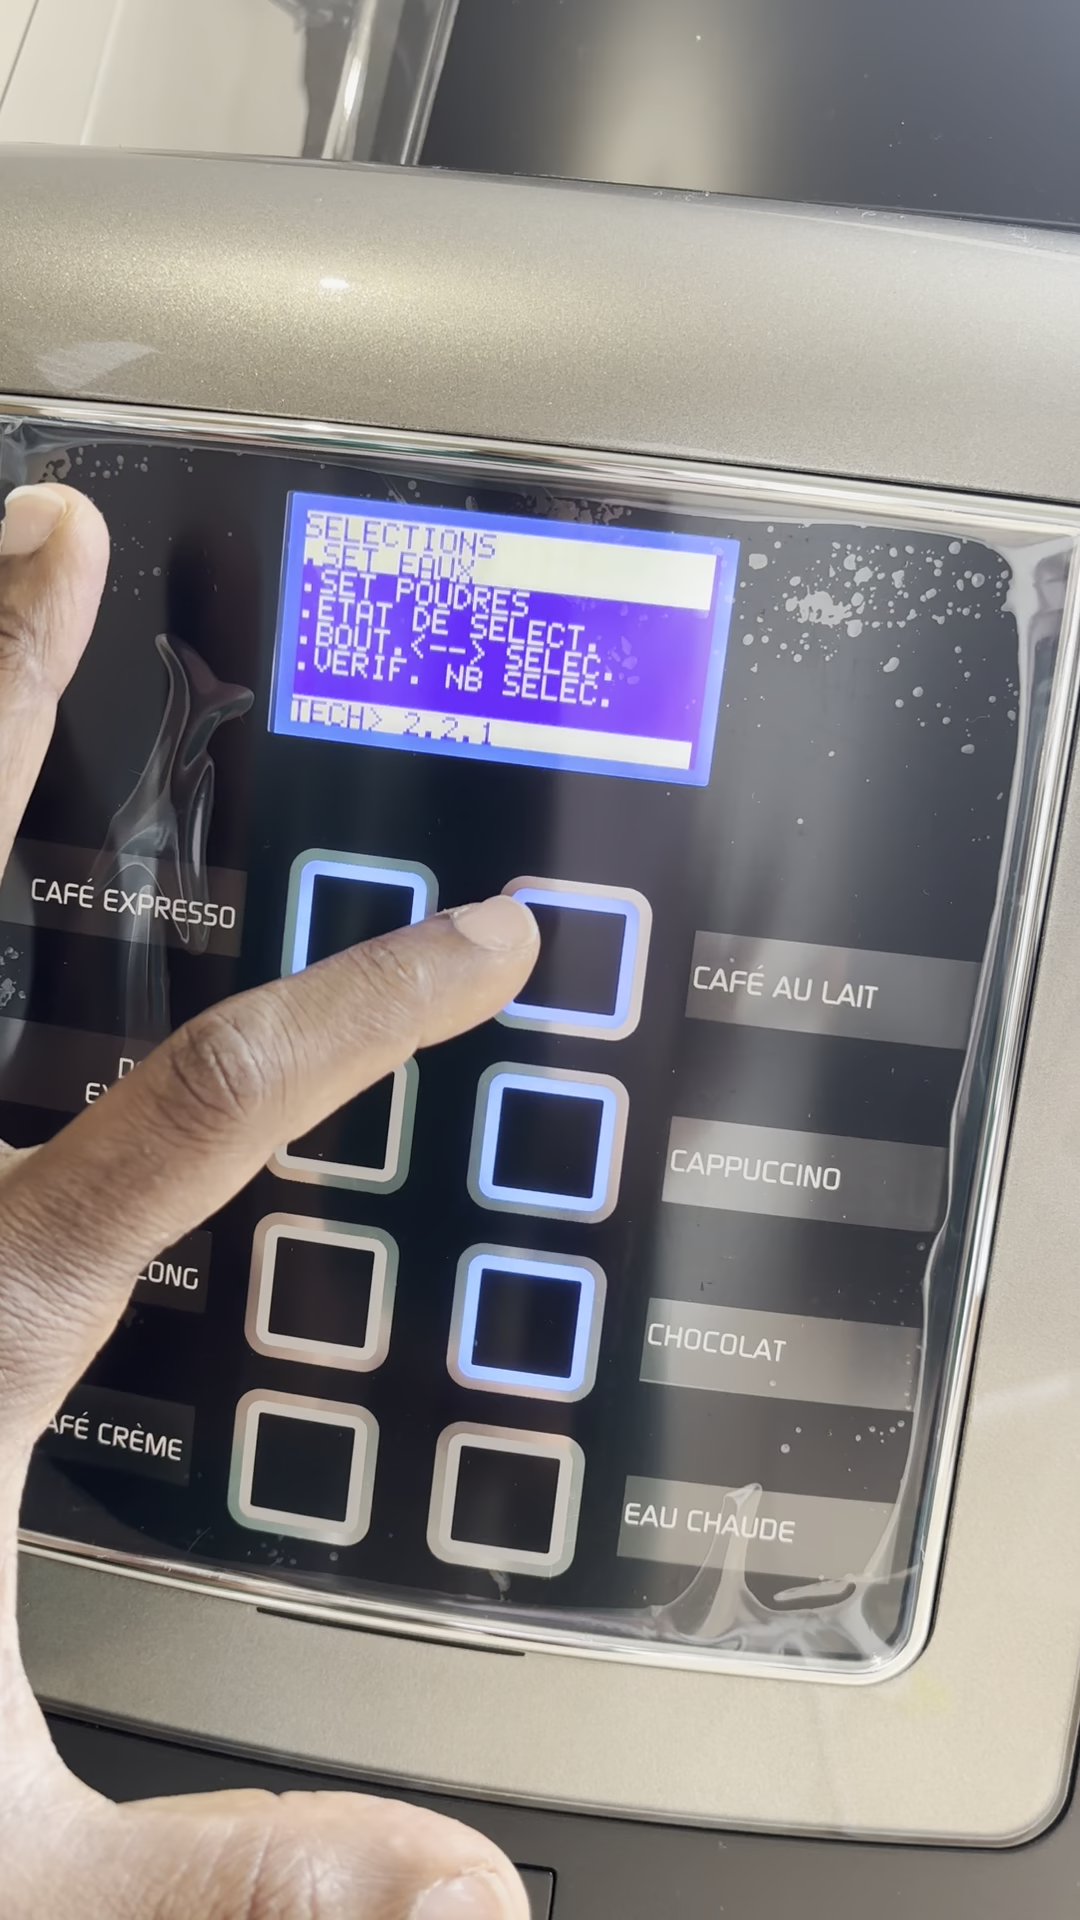 SELECTIONS
.SET EAUX
.SET POUDRES
.ETAT DE SELECT.
.BOUT.<--> SELEC.
.VERIF. NB SELEC.
TECH> 2.2.1
CAFÉ EXPRESSO
CAFÉ AU LAIT
CAPPUCCINO
LONG
CHOCOLAT
AFÉ CRÈME
EAU CHAUDE